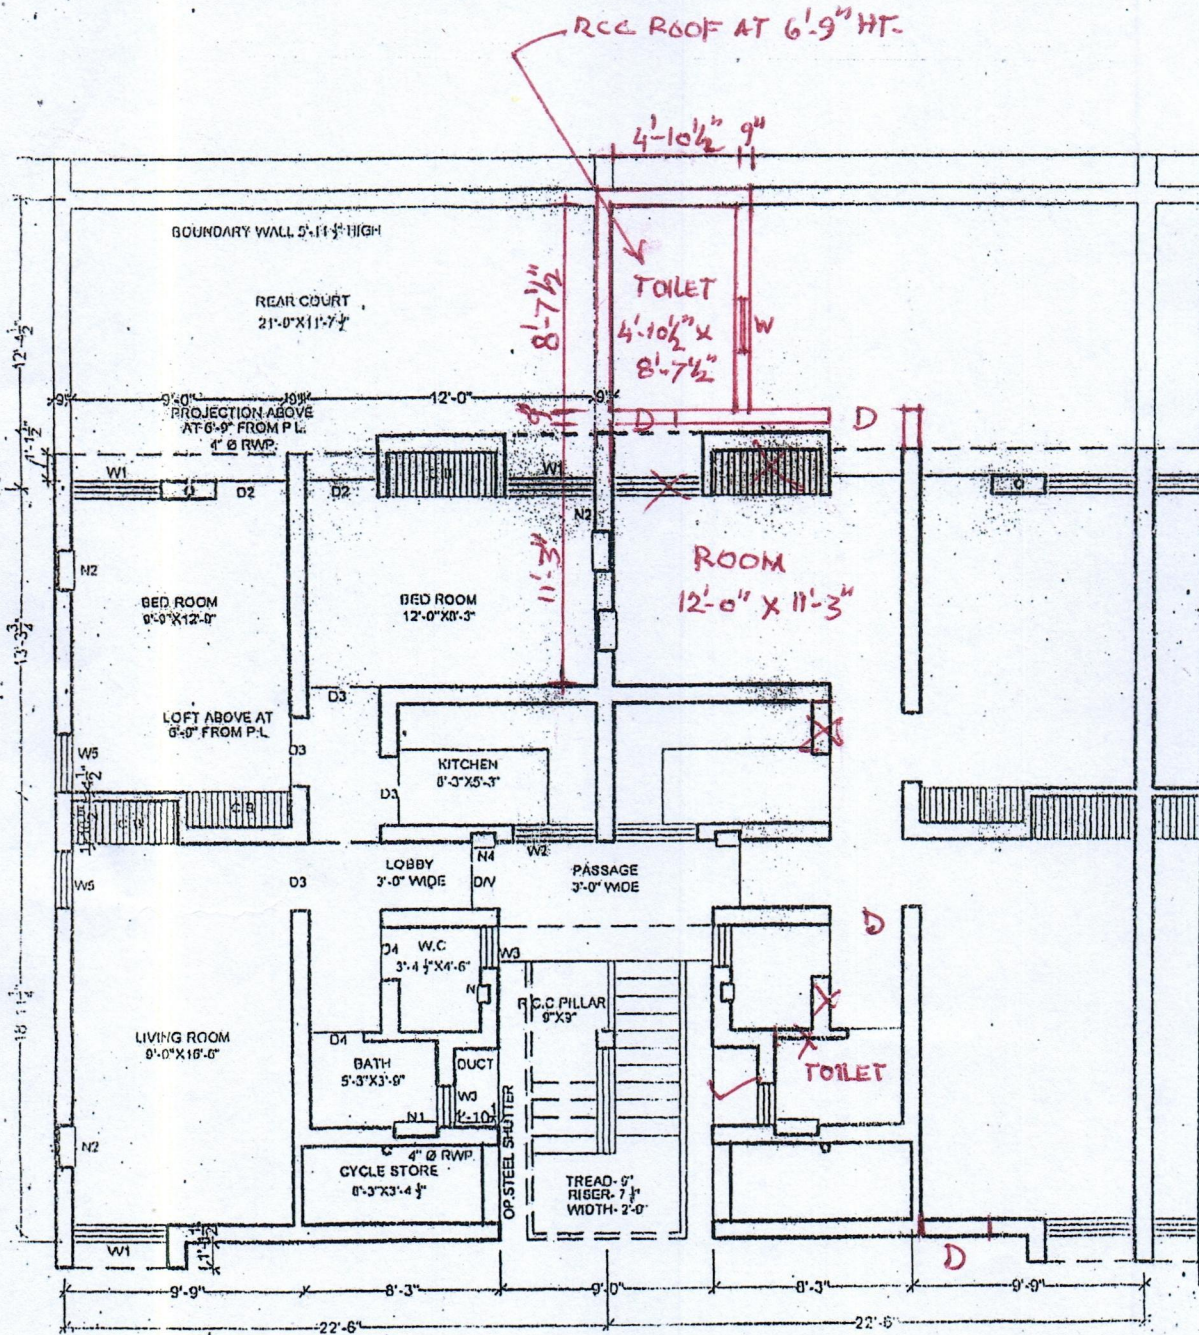 RCC ROOF AT 6'-9" HT.
4'-10½" 9"
BOUNDARY WALL 5'-11½" HIGH
REAR COURT
21'-0"X11'-7½"
8'-7½"
TOILET
4'-10½" X
8'-7½"
W
12'-4½"
9"
9'-0"
12'-0"
9"
PROJECTION ABOVE
AT 6'-9" FROM P.L.
4" Ø RWP.
9"
D
D
W1
D2
D2
C B
W1
N2
N2
BED ROOM
9'-0"X12'-0"
BED ROOM
12'-0"X8'-3"
11'-3"
ROOM
12'-0" X 11'-3"
13'-3¾"
LOFT ABOVE AT
6'-9" FROM P.L.
D3
D3
W5
KITCHEN
8'-3"X5'-3"
D3
C B
C B
W5
D3
LOBBY
3'-0" WIDE
N4
D/V
W2
PASSAGE
3'-0" WIDE
D
D4
W.C
3'-4½"X4'-6"
W3
N
18'-11¼"
R.C.C PILLAR
9"X9"
LIVING ROOM
9'-0"X16'-6"
D4
BATH
5'-3"X3'-9"
DUCT
W3
1'-10½"
TOILET
N1
N2
4" Ø RWP.
CYCLE STORE
8'-3"X3'-4½"
OP.STEEL SHUTTER
TREAD- 9"
RISER- 7½"
WIDTH- 2'-9"
W1
D
9'-9"
8'-3"
9'-0"
8'-3"
9'-9"
22'-6"
22'-6"